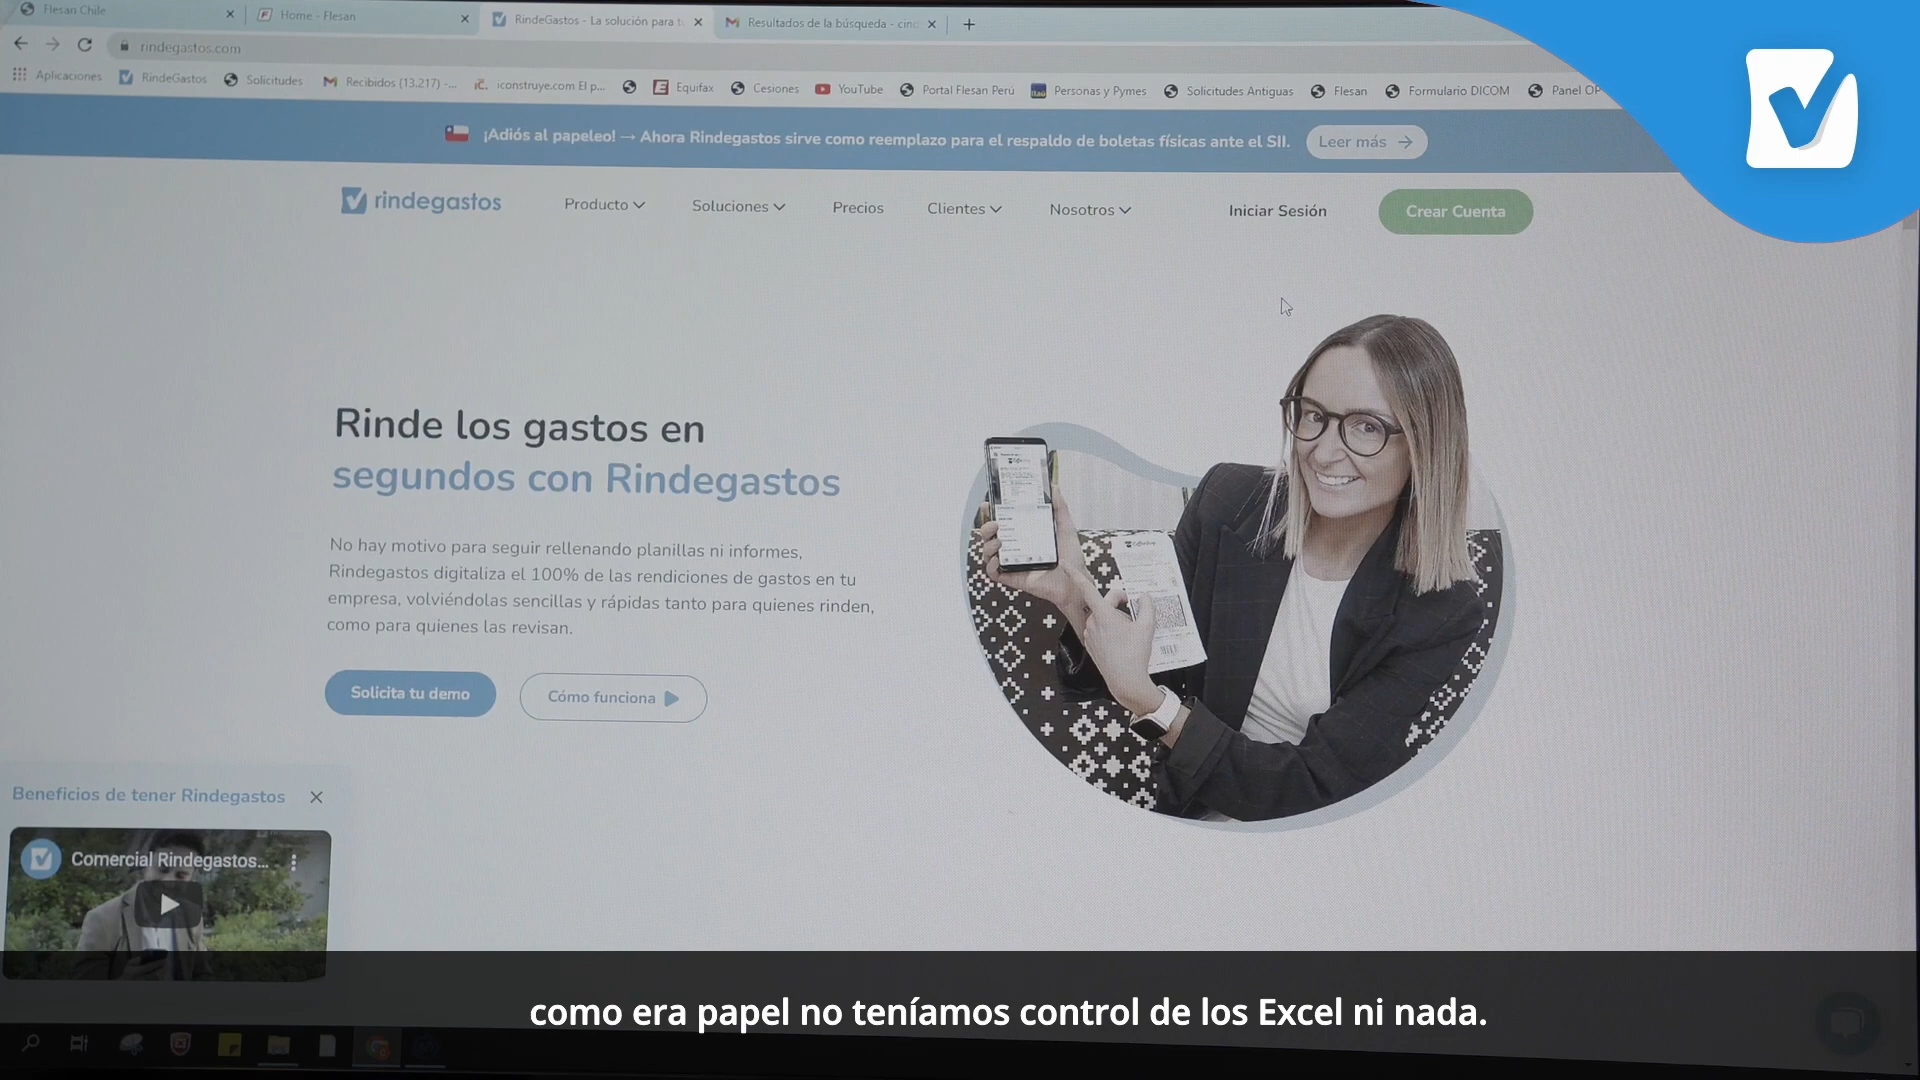 Flesan Chile
Home - Flesan
RindeGastos - La solución para t
Resultados de la búsqueda - cinc
rindegastos.com
Aplicaciones
RindeGastos
Solicitudes
Recibidos (13.217) -...
iconstruye.com El p...
Equifax
Cesiones
YouTube
Portal Flesan Perú
Personas y Pymes
Solicitudes Antiguas
Flesan
Formulario DICOM
Panel OP
¡Adiós al papeleo! → Ahora Rindegastos sirve como reemplazo para el respaldo de boletas físicas ante el SII.
Leer más →
rindegastos
Producto
Soluciones
Precios
Clientes
Nosotros
Iniciar Sesión
Crear Cuenta
Rinde los gastos en
segundos con Rindegastos
No hay motivo para seguir rellenando planillas ni informes,
Rindegastos digitaliza el 100% de las rendiciones de gastos en tu
empresa, volviéndolas sencillas y rápidas tanto para quienes rinden,
como para quienes las revisan.
Solicita tu demo
Cómo funciona
Beneficios de tener Rindegastos
Comercial Rindegastos...
como era papel no teníamos control de los Excel ni nada.